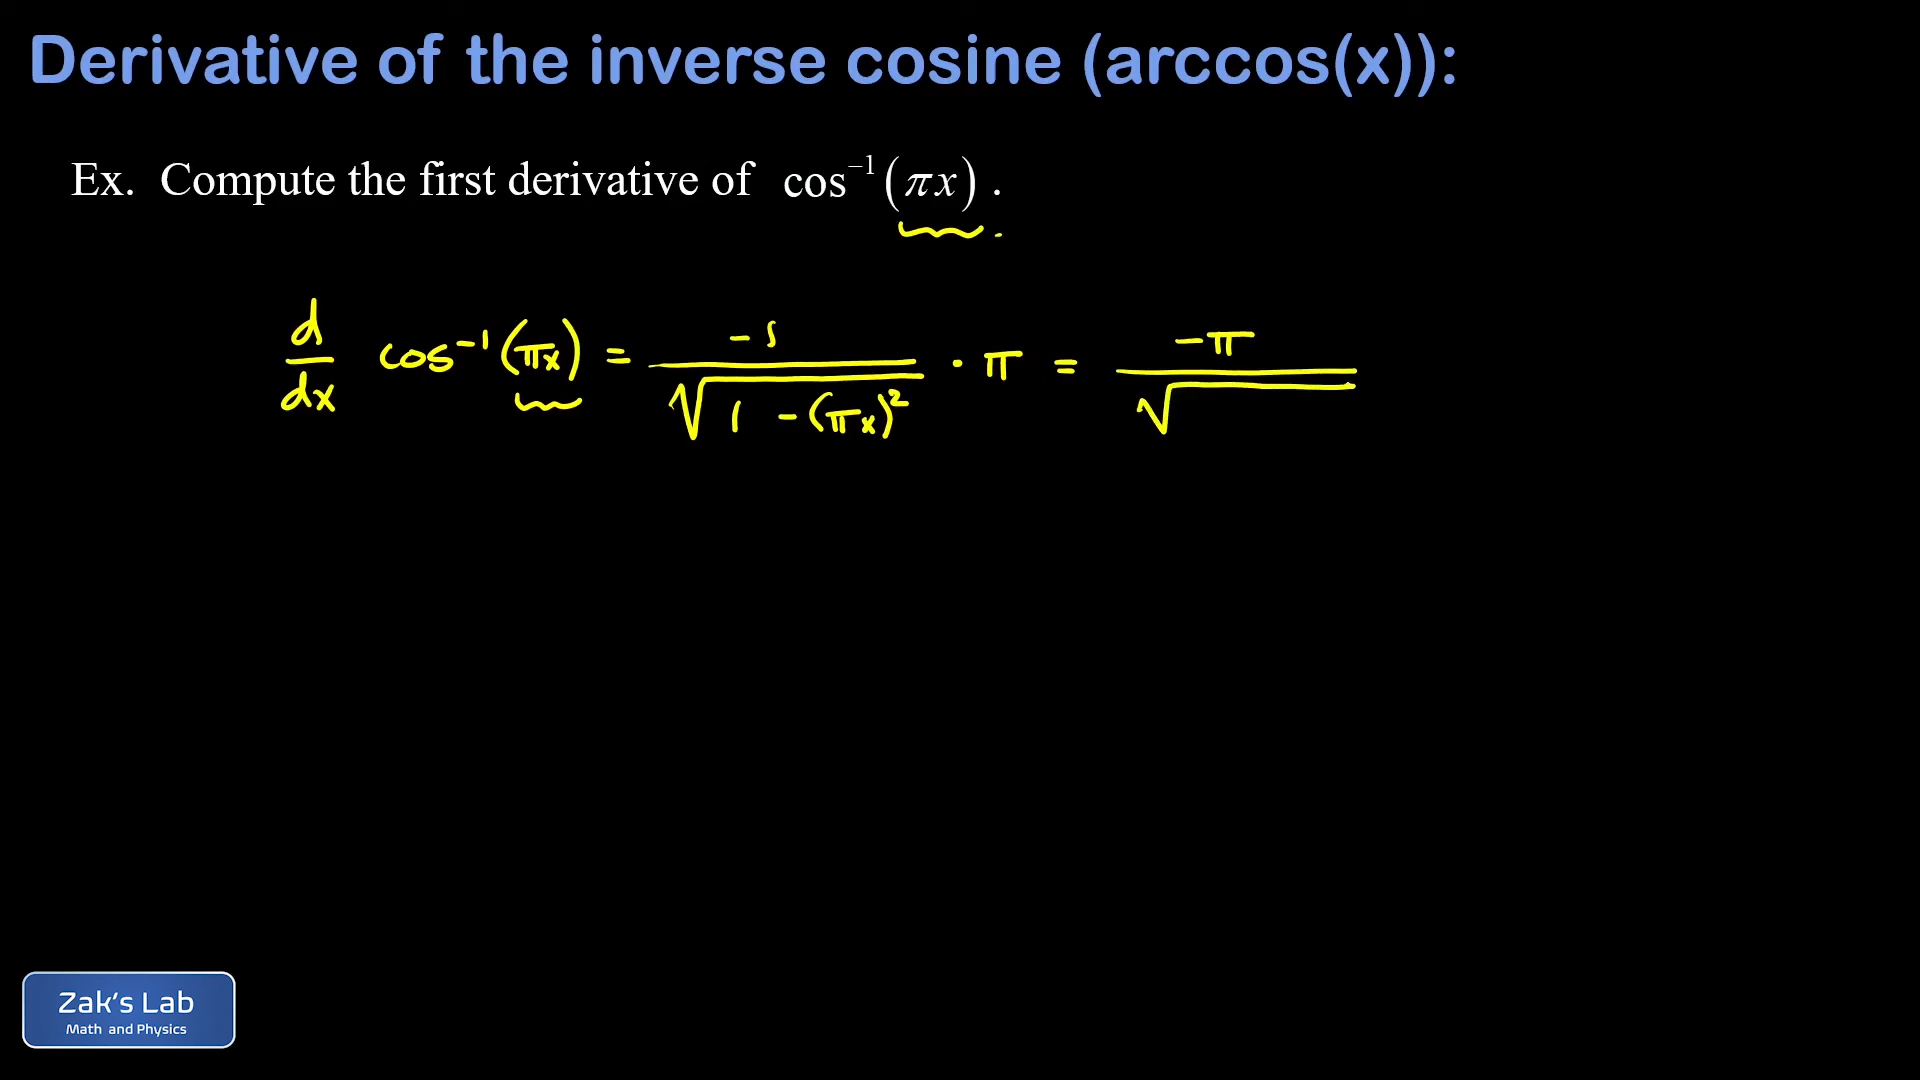 Derivative of the inverse cosine (arccos(x)):
Ex. Compute the first derivative of cos⁻¹(πx).
d/dx cos⁻¹(πx) = -1/√(1 - (πx)²) · π = -π/√
Zak's Lab
Math and Physics